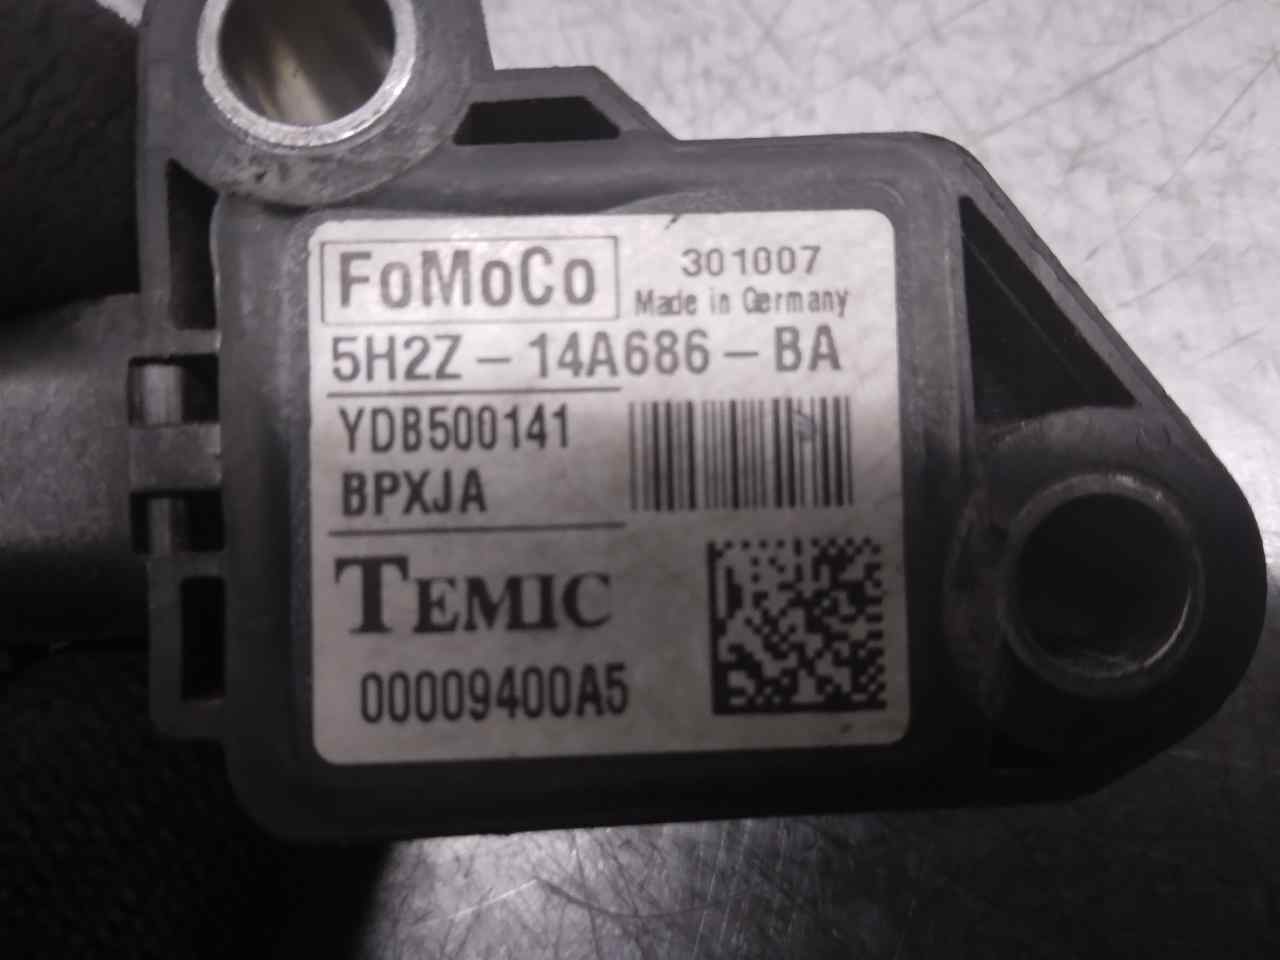 FoMoCo
301007
Made in Germany
5H2Z-14A686-BA
YDB500141
BPXJA
TEMIC
00009400A5